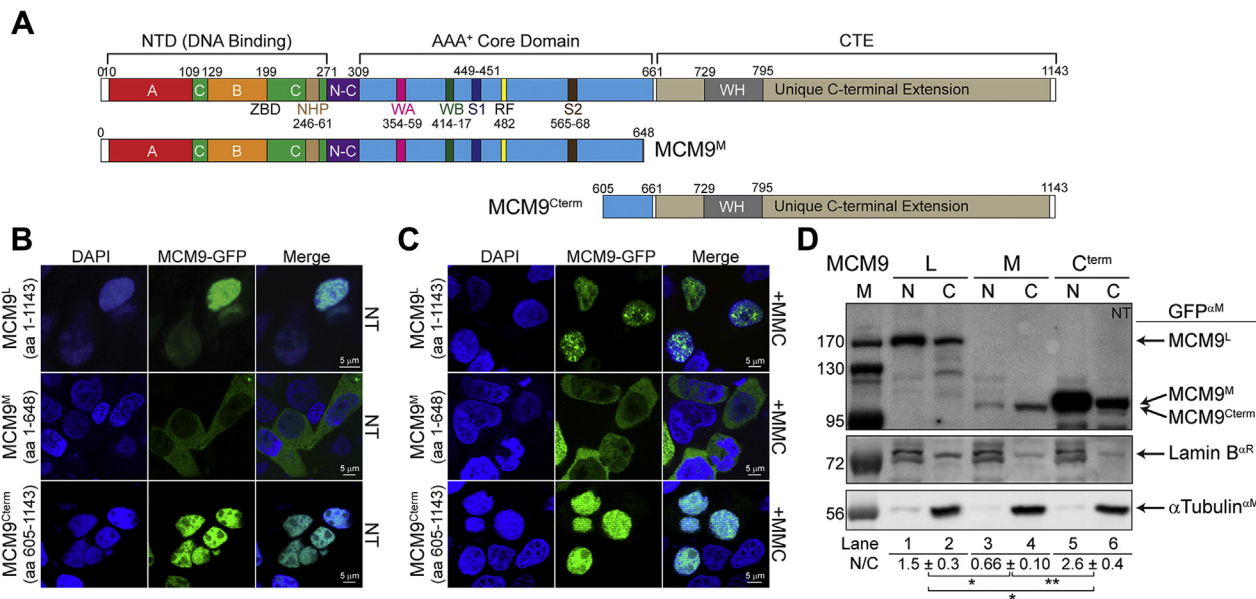 A
NTD (DNA Binding) AAA+ Core Domain CTE
010 109 129 199 271 309 449-451 661 729 795 1143
A C B C N-C WH Unique C-terminal Extension
ZBD NHP WA WB S1 RF S2
246-61 354-59 414-17 482 565-68
0 648
A C B C N-C MCM9M
605 661 729 795 1143
MCM9Cterm WH Unique C-terminal Extension
B
DAPI MCM9-GFP Merge
MCM9L
(aa 1-1143)
NT
5 μm
MCM9M
(aa 1-648)
NT
5 μm
MCM9Cterm
(aa 605-1143)
NT
5 μm
C
DAPI MCM9-GFP Merge
MCM9L
(aa 1-1143)
+MMC
5 μm
MCM9M
(aa 1-648)
+MMC
5 μm
MCM9Cterm
(aa 605-1143)
+MMC
5 μm
D
MCM9 L M Cterm
M N C N C N C
NT GFPαM
170 MCM9L
130
MCM9M
95 MCM9Cterm
72 Lamin BαR
56 αTubulinαM
Lane 1 2 3 4 5 6
N/C 1.5 ± 0.3 0.66 ± 0.10 2.6 ± 0.4
* **
*